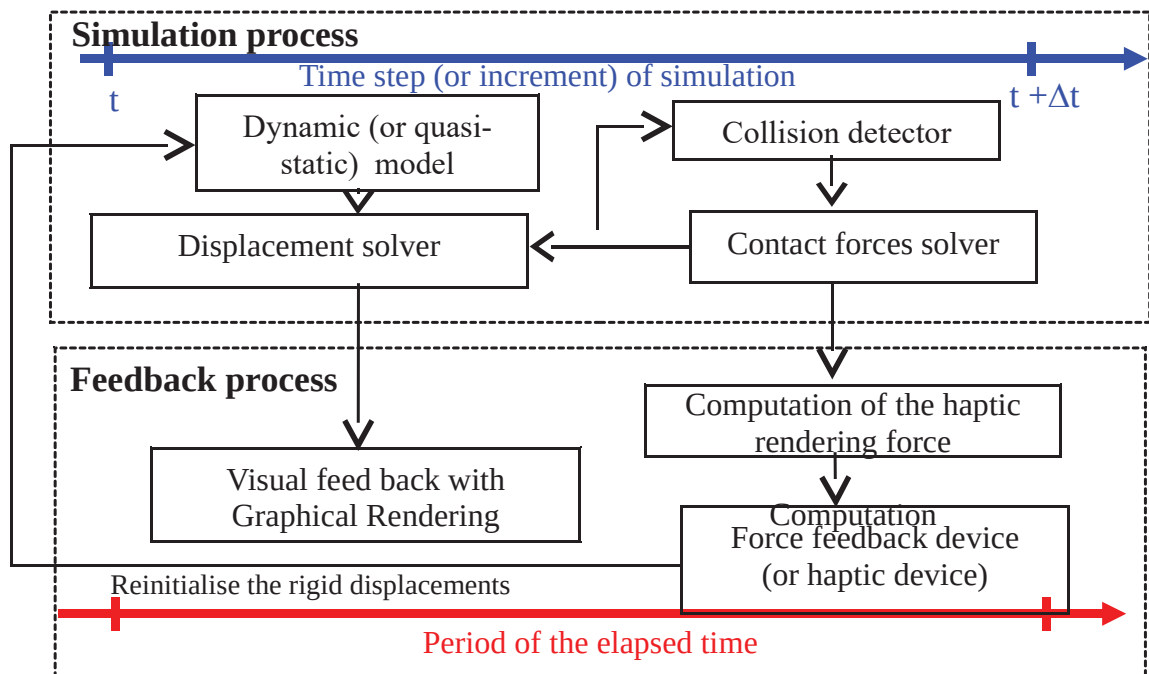 Simulation process
Time step (or increment) of simulation
t
t +Δt
Dynamic (or quasi-
static)  model
Collision detector
Displacement solver
Contact forces solver
Feedback process
Computation of the haptic
rendering force
Visual feed back with
Graphical Rendering
Computation
Force feedback device
(or haptic device)
Reinitialise the rigid displacements
Period of the elapsed time